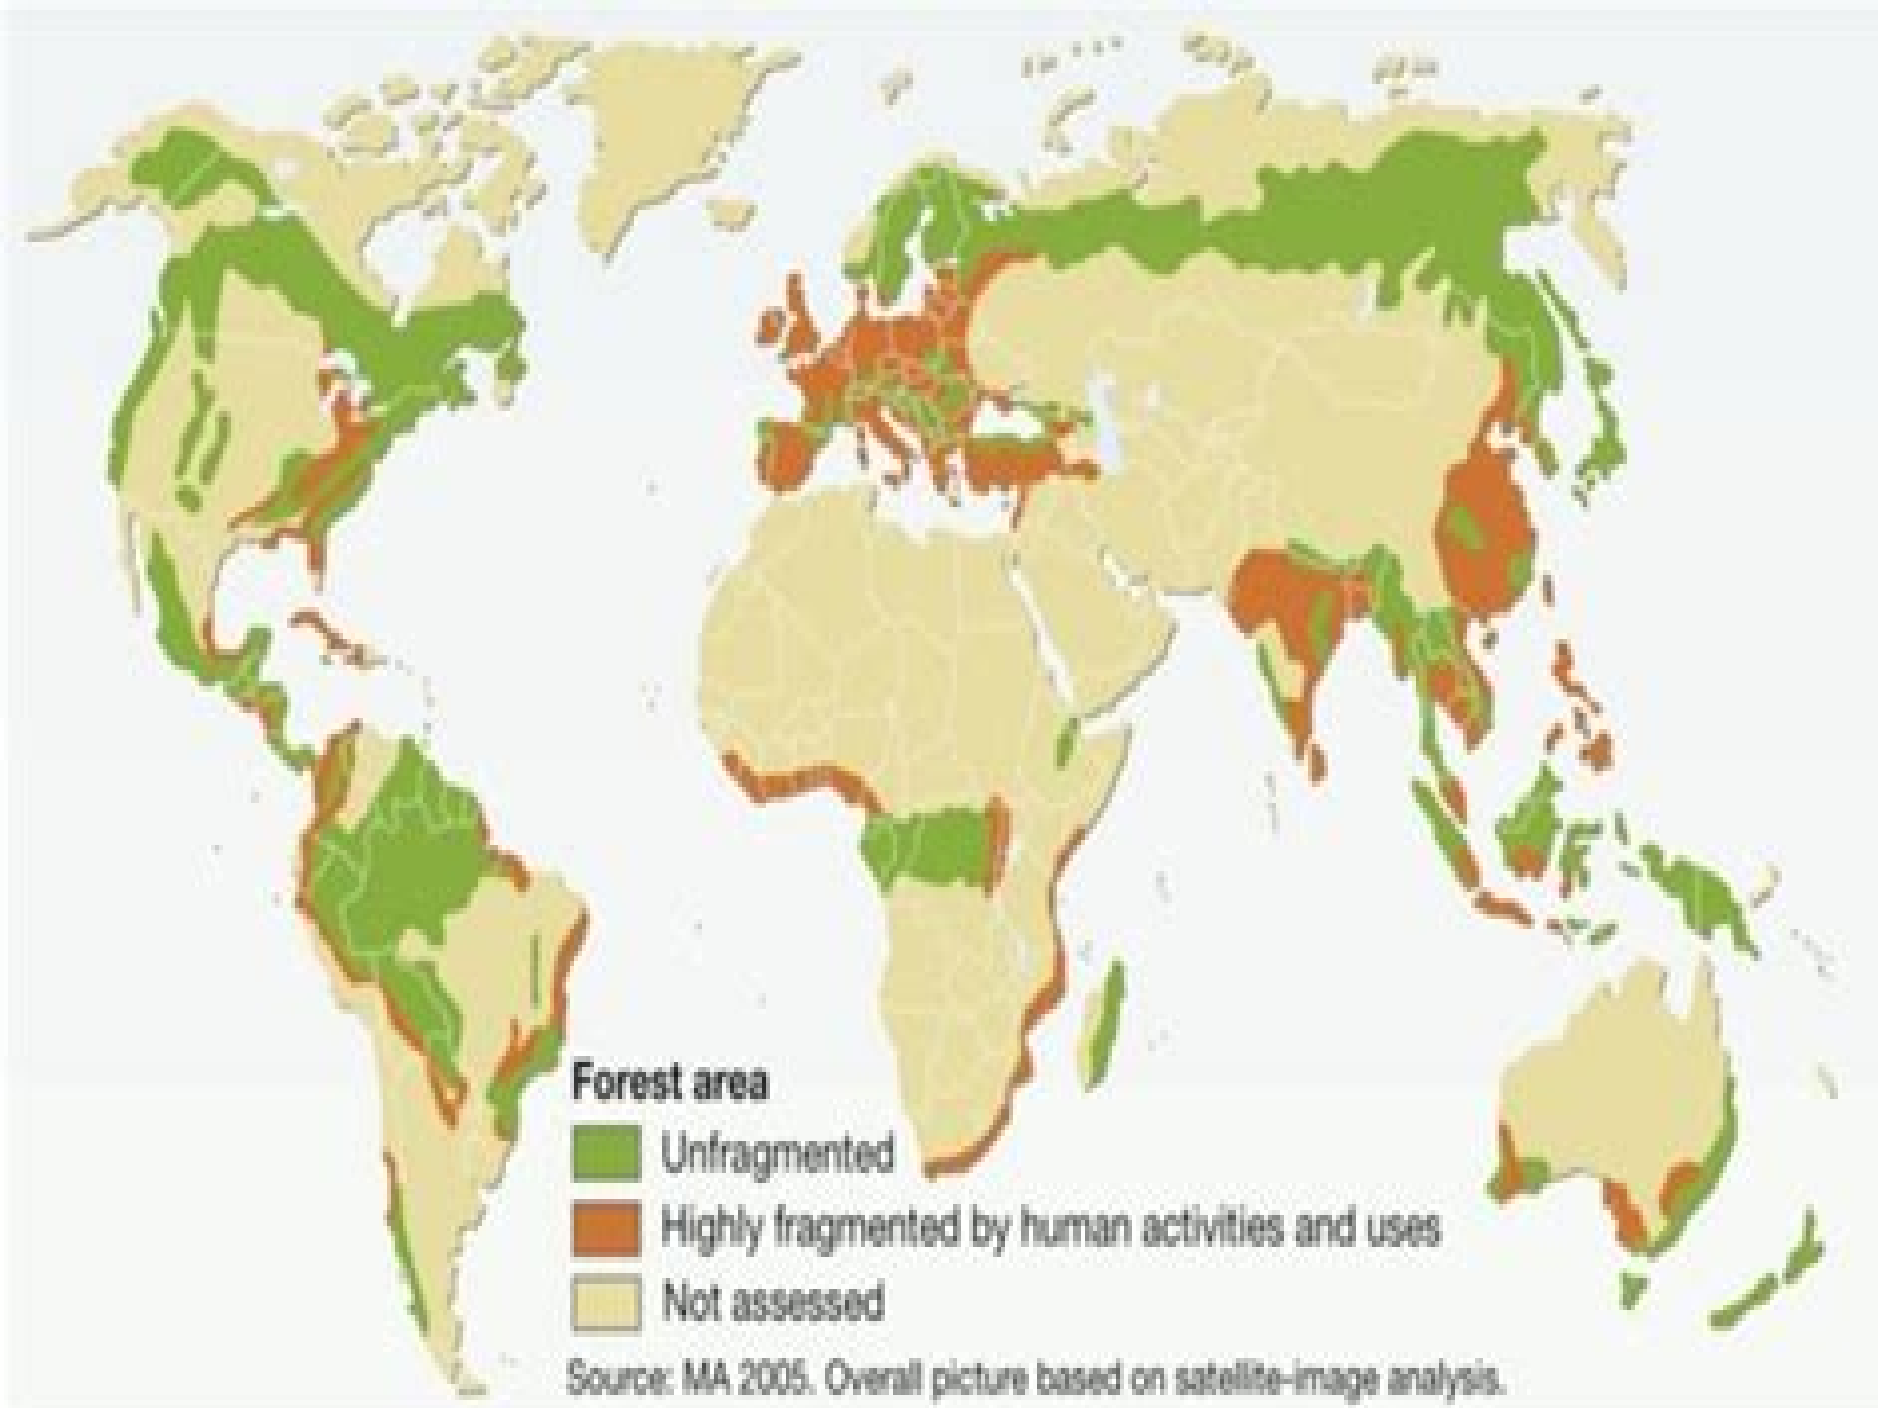 Forest area
Unfragmented
Highly fragmented by human activities and uses
Not assessed
Source: MA 2005. Overall picture based on satellite-image analysis.